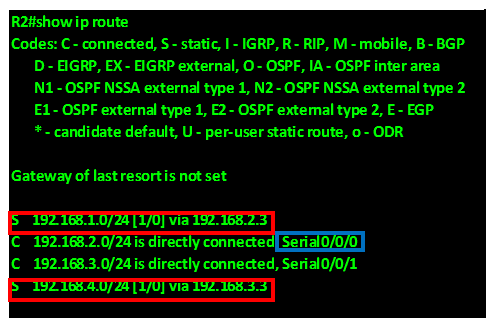 R2#show ip route
Codes: C - connected, S - static, I - IGRP, R - RIP, M - mobile, B - BGP
D - EIGRP, EX - EIGRP external, O - OSPF, IA - OSPF inter area
N1 - OSPF NSSA external type 1, N2 - OSPF NSSA external type 2
E1 - OSPF external type 1, E2 - OSPF external type 2, E - EGP
* - candidate default, U - per-user static route, o - ODR
Gateway of last resort is not set
S 192.168.1.0/24 [1/0] via 192.168.2.3
C 192.168.2.0/24 is directly connected, Serial0/0/0
C 192.168.3.0/24 is directly connected, Serial0/0/1
S 192.168.4.0/24 [1/0] via 192.168.3.3